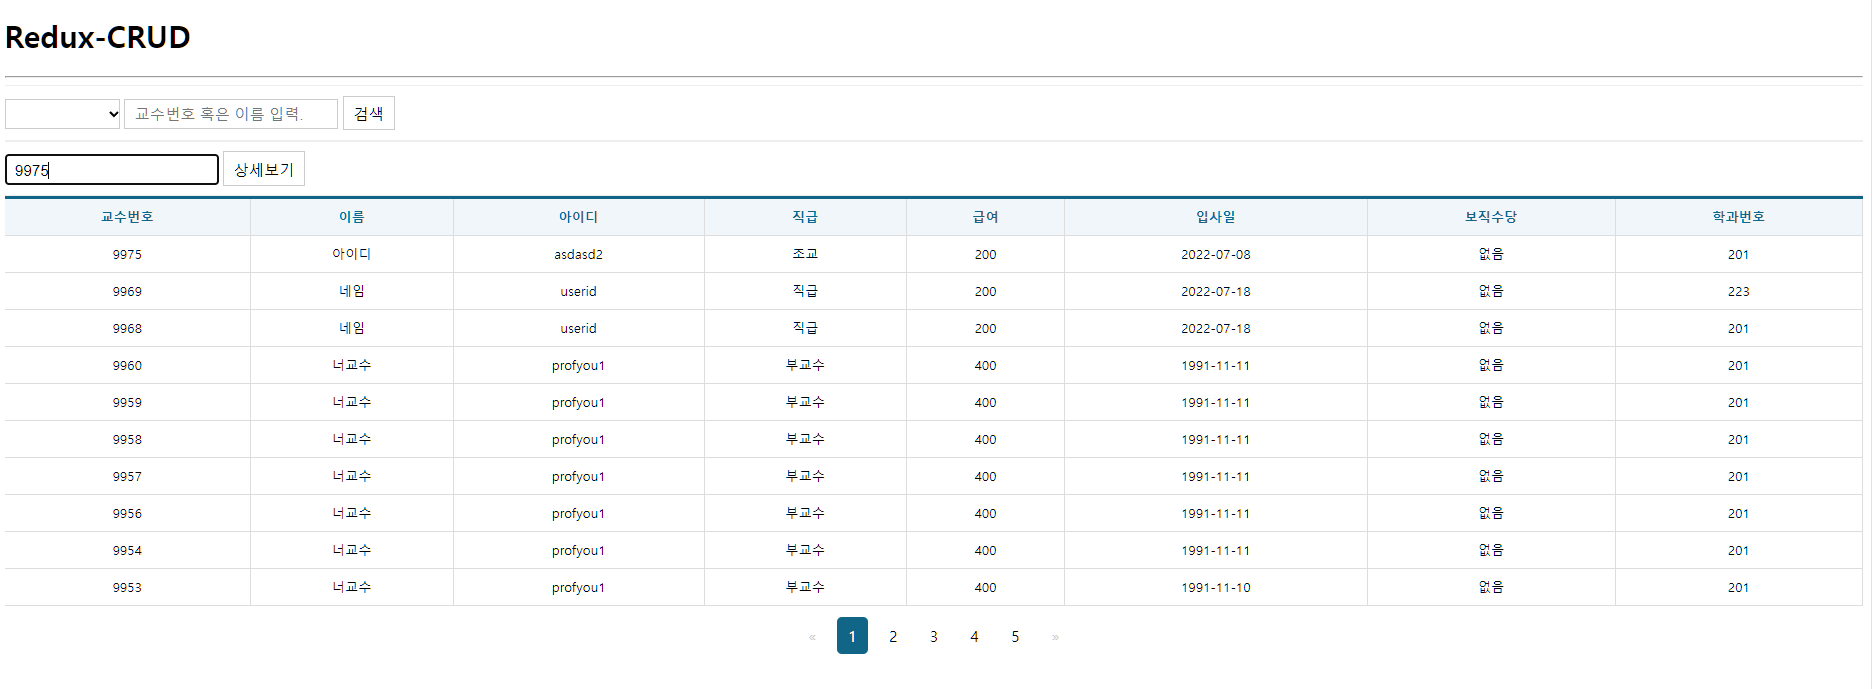 Redux-CRUD
교수번호 혹은 이름 입력. 검색
9975 상세보기
교수번호 이름 아이디 직급 급여 입사일 보직수당 학과번호
9975 아이디 asdasd2 조교 200 2022-07-08 없음 201
9969 네임 userid 직급 200 2022-07-18 없음 223
9968 네임 userid 직급 200 2022-07-18 없음 201
9960 너교수 profyou1 부교수 400 1991-11-11 없음 201
9959 너교수 profyou1 부교수 400 1991-11-11 없음 201
9958 너교수 profyou1 부교수 400 1991-11-11 없음 201
9957 너교수 profyou1 부교수 400 1991-11-11 없음 201
9956 너교수 profyou1 부교수 400 1991-11-11 없음 201
9954 너교수 profyou1 부교수 400 1991-11-11 없음 201
9953 너교수 profyou1 부교수 400 1991-11-10 없음 201
« 1 2 3 4 5 »